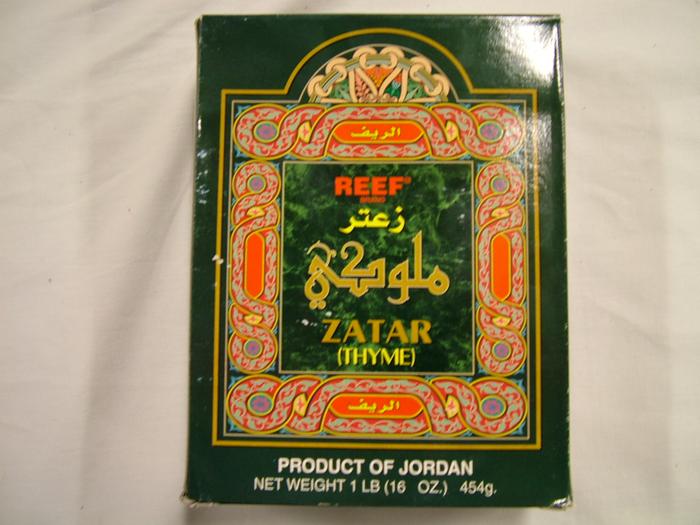 الريف
REEF®
BRAND
زعتر
ملوكي
ZATAR
(THYME)
الريف
PRODUCT OF JORDAN
NET WEIGHT 1 LB (16 OZ.) 454g.